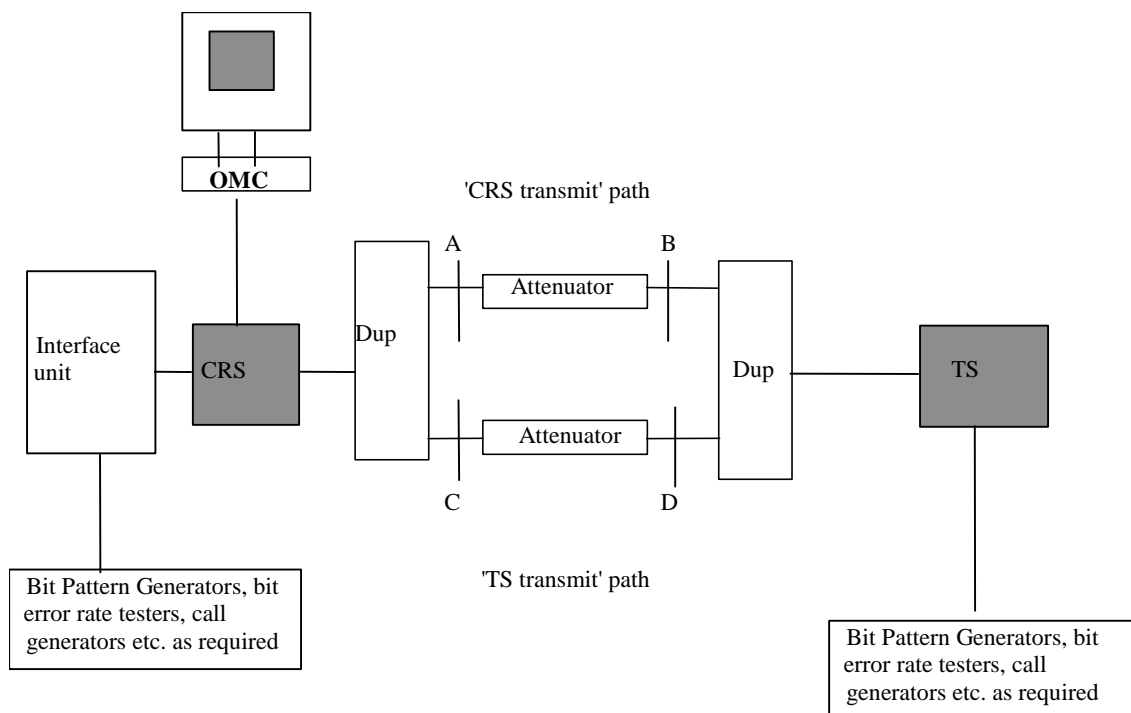 OMC
'CRS transmit' path
A
B
Attenuator
Interface
unit
CRS
Dup
Dup
TS
Attenuator
C
D
'TS transmit' path
Bit Pattern Generators, bit
error rate testers, call
generators etc. as required
Bit Pattern Generators, bit
error rate testers, call
generators etc. as required